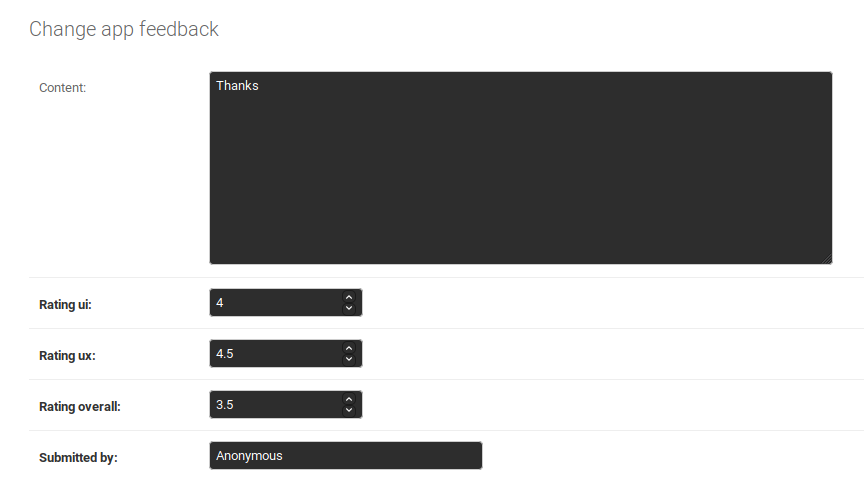 Change app feedback
Content:
Thanks
Rating ui:
4
Rating ux:
4.5
Rating overall:
3.5
Submitted by:
Anonymous